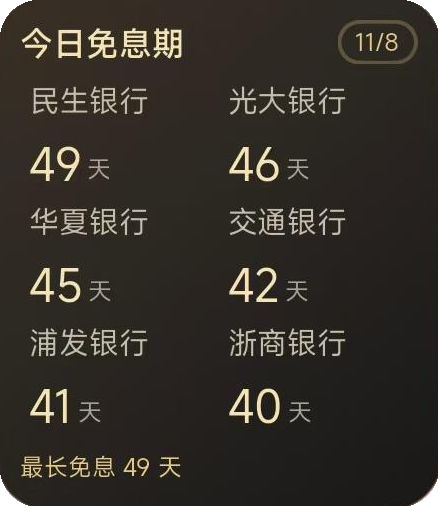 今日免息期 11/8
民生银行 光大银行
49 天 46 天
华夏银行 交通银行
45 天 42 天
浦发银行 浙商银行
41 天 40 天
最长免息 49 天